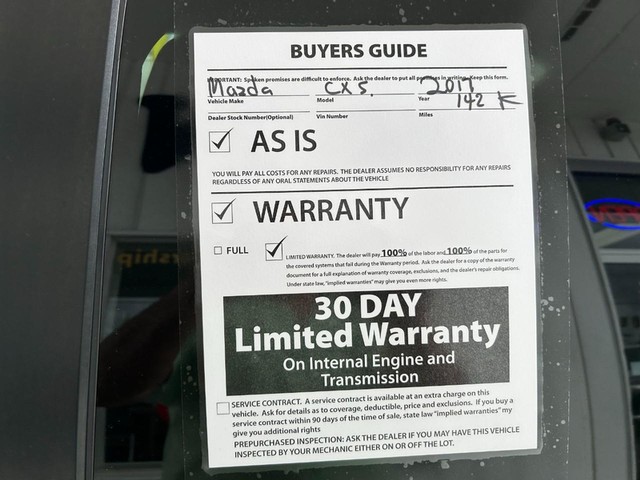 BUYERS GUIDE
IMPORTANT: Spoken promises are difficult to enforce. Ask the dealer to put all promises in writing. Keep this form.
Mazda CX5. 2017
Vehicle Make Model Year
142 K
Dealer Stock Number(Optional) Vin Number Miles
AS IS
YOU WILL PAY ALL COSTS FOR ANY REPAIRS. THE DEALER ASSUMES NO RESPONSIBILITY FOR ANY REPAIRS
REGARDLESS OF ANY ORAL STATEMENTS ABOUT THE VEHICLE
WARRANTY
FULL LIMITED WARRANTY. The dealer will pay 100% of the labor and 100% of the parts for
the covered systems that fail during the Warranty period. Ask the dealer for a copy of the warranty
document for a full explanation of warranty coverage, exclusions, and the dealer's repair obligations.
Under state law, "implied warranties" may give you even more rights.
30 DAY
Limited Warranty
On Internal Engine and
Transmission
SERVICE CONTRACT. A service contract is available at an extra charge on this
vehicle. Ask for details as to coverage, deductible, price and exclusions. If you buy a
service contract within 90 days of the time of sale, state law "implied warranties" my
give you additional rights
PREPURCHASED INSPECTION: ASK THE DEALER IF YOU MAY HAVE THIS VEHICLE
INSPECTED BY YOUR MECHANIC EITHER ON OR OFF THE LOT.